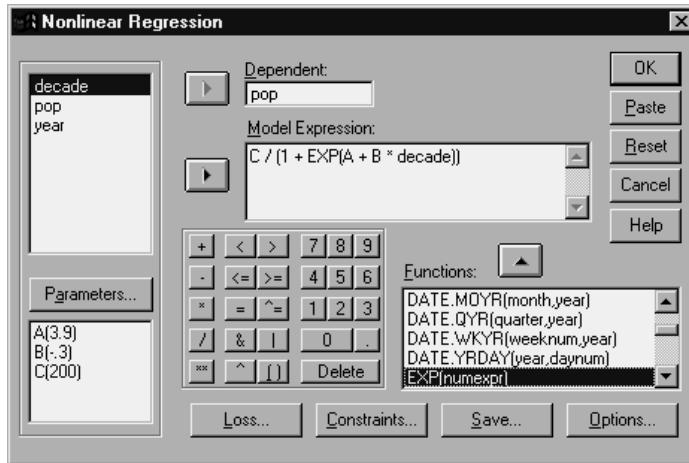 Nonlinear Regression
decade
pop
year
Dependent:
pop
Model Expression:
C / (1 + EXP(A + B * decade))
OK
Paste
Reset
Cancel
Help
Parameters...
A(3.9)
B(-.3)
C(200)
+ < > 7 8 9
- <= >= 4 5 6
* = ^= 1 2 3
/ & | 0 .
** ^ () Delete
Functions:
DATE.MOYR(month,year)
DATE.QYR(quarter,year)
DATE.WKYR(weeknum,year)
DATE.YRDAY(year,daynum)
EXP(numexpr)
Loss...
Constraints...
Save...
Options...